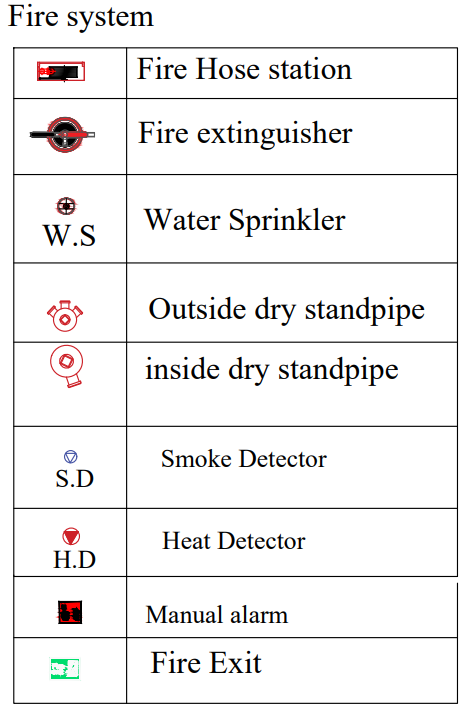 Fire system
Fire Hose station
Fire extinguisher
W.S
Water Sprinkler
Outside dry standpipe
inside dry standpipe
S.D
Smoke Detector
H.D
Heat Detector
Manual alarm
Fire Exit